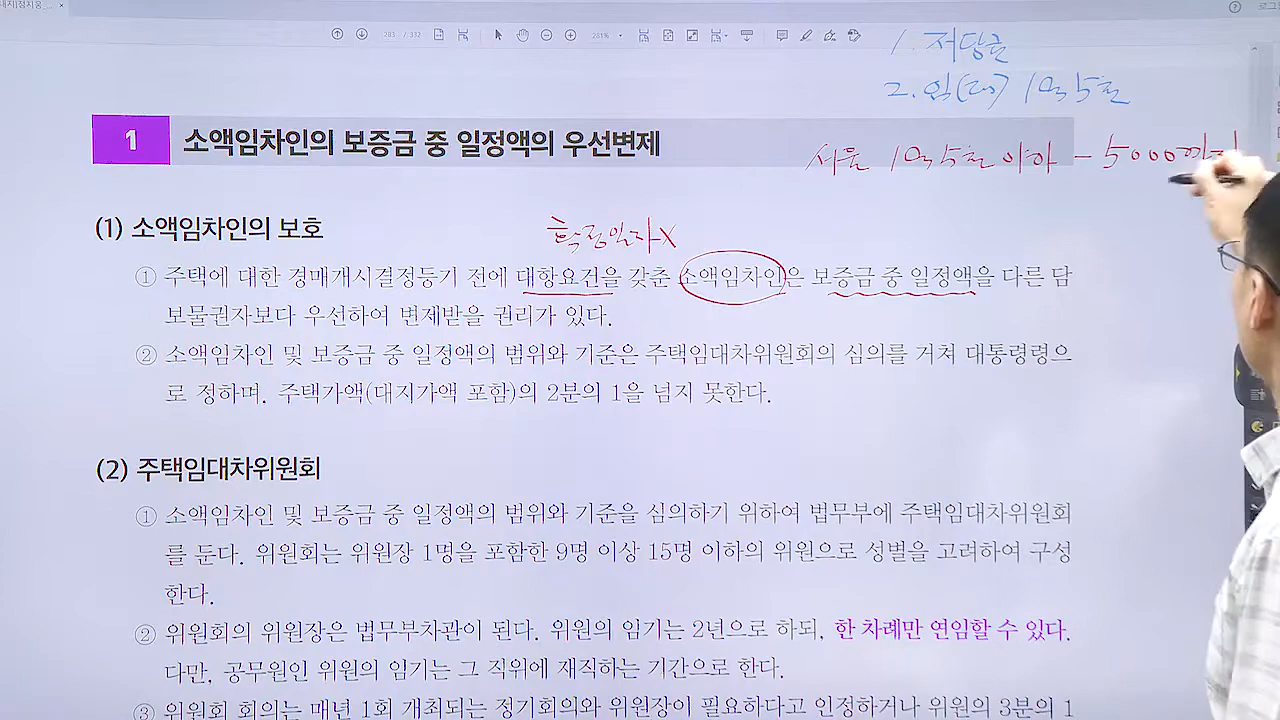 283 / 332
281%
1. 저당권
2. 임(대) 1억5천
1 소액임차인의 보증금 중 일정액의 우선변제
서울 1억5천 이하 - 5000까지
(1) 소액임차인의 보호
확정일자X
① 주택에 대한 경매개시결정등기 전에 대항요건을 갖춘 소액임차인은 보증금 중 일정액을 다른 담
보물권자보다 우선하여 변제받을 권리가 있다.
② 소액임차인 및 보증금 중 일정액의 범위와 기준은 주택임대차위원회의 심의를 거쳐 대통령령으
로 정하며, 주택가액(대지가액 포함)의 2분의 1을 넘지 못한다.
(2) 주택임대차위원회
① 소액임차인 및 보증금 중 일정액의 범위와 기준을 심의하기 위하여 법무부에 주택임대차위원회
를 둔다. 위원회는 위원장 1명을 포함한 9명 이상 15명 이하의 위원으로 성별을 고려하여 구성
한다.
② 위원회의 위원장은 법무부차관이 된다. 위원의 임기는 2년으로 하되, 한 차례만 연임할 수 있다.
다만, 공무원인 위원의 임기는 그 직위에 재직하는 기간으로 한다.
③ 위원회 회의는 매년 1회 개최되는 정기회의와 위원장이 필요하다고 인정하거나 위원의 3분의 1